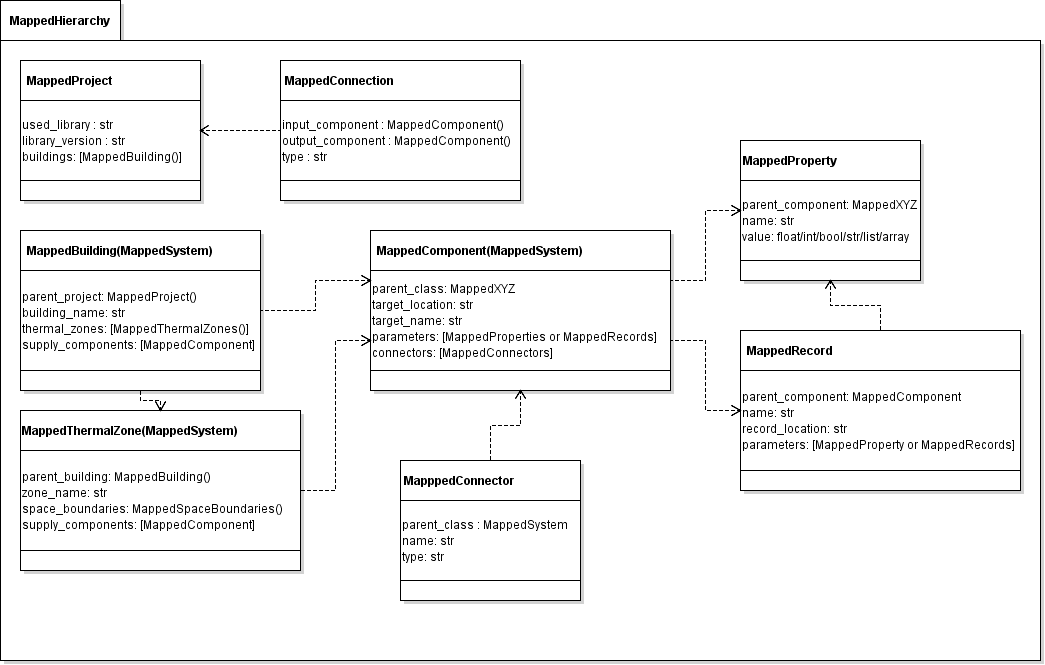 MappedHierarchy
MappedProject
used_library : str
library_version : str
buildings: [MappedBuilding()]
MappedConnection
input_component : MappedComponent()
output_component : MappedComponent()
type : str
MappedProperty
parent_component: MappedXYZ
name: str
value: float/int/bool/str/list/array
MappedBuilding(MappedSystem)
parent_project: MappedProject()
building_name: str
thermal_zones: [MappedThermalZones()]
supply_components: [MappedComponent]
MappedComponent(MappedSystem)
parent_class: MappedXYZ
target_location: str
target_name: str
parameters: [MappedProperties or MappedRecords]
connectors: [MappedConnectors]
MappedRecord
parent_component: MappedComponent
name: str
record_location: str
parameters: [MappedProperty or MappedRecords]
MappedThermalZone(MappedSystem)
parent_building: MappedBuilding()
zone_name: str
space_boundaries: MappedSpaceBoundaries()
supply_components: [MappedComponent]
MapppedConnector
parent_class : MappedSystem
name: str
type: str